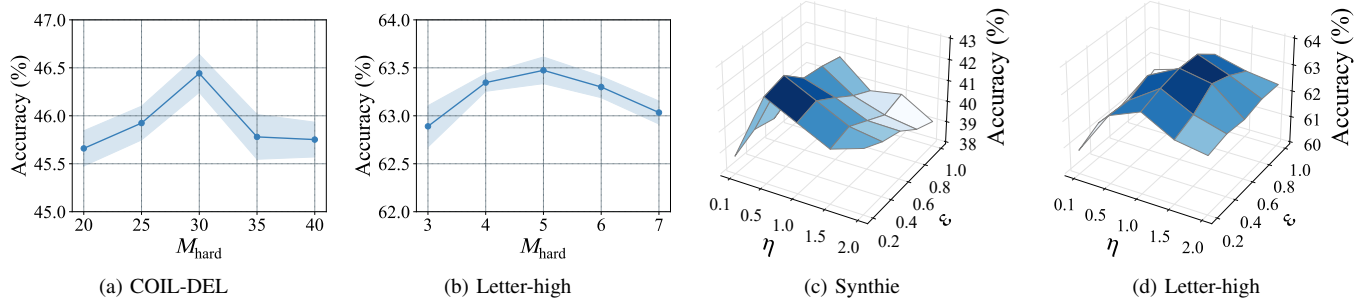 47.0
46.5
46.0
45.5
45.0
Accuracy (%)
20 25 30 35 40
M_hard
(a) COIL-DEL
64.0
63.5
63.0
62.5
62.0
Accuracy (%)
3 4 5 6 7
M_hard
(b) Letter-high
43
42
41
40
39
38
Accuracy (%)
0.1 0.5 1.0 1.5 2.0
η
0.2 0.4 0.6 0.8 1.0
ε
(c) Synthie
64
63
62
61
60
Accuracy (%)
0.1 0.5 1.0 1.5 2.0
η
0.2 0.4 0.6 0.8 1.0
ε
(d) Letter-high